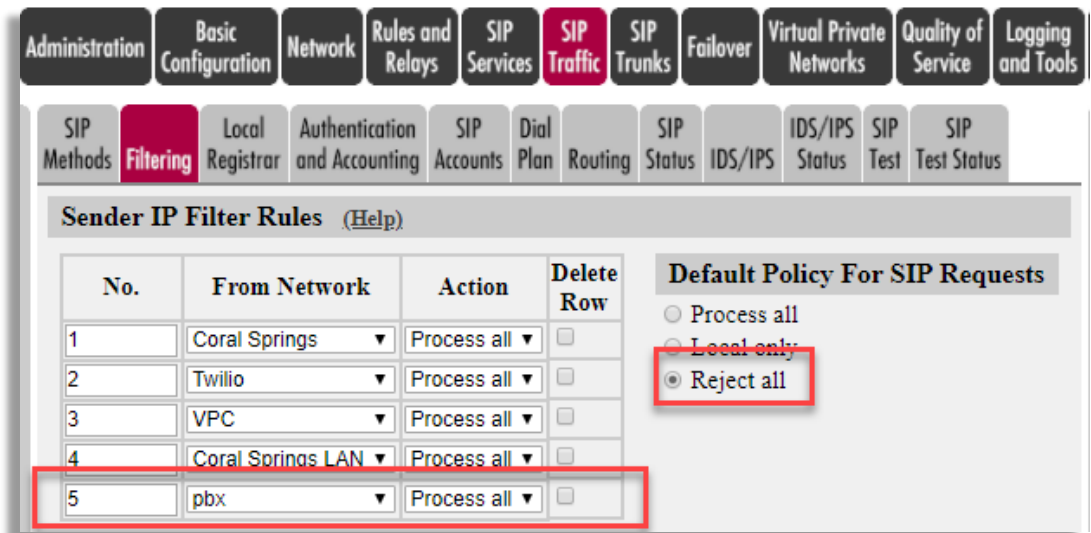 Administration
Basic
Configuration
Network
Rules and
Relays
SIP
Services
SIP
Traffic
SIP
Trunks
Failover
Virtual Private
Networks
Quality of
Service
Logging
and Tools
SIP
Methods
Filtering
Local
Registrar
Authentication
and Accounting
SIP
Accounts
Dial
Plan
Routing
SIP
Status
IDS/IPS
IDS/IPS
Status
SIP
Test
SIP
Test Status
Sender IP Filter Rules (Help)
No. From Network Action Delete
Row
1 Coral Springs Process all
2 Twilio Process all
3 VPC Process all
4 Coral Springs LAN Process all
5 pbx Process all
Default Policy For SIP Requests
Process all
Local only
Reject all